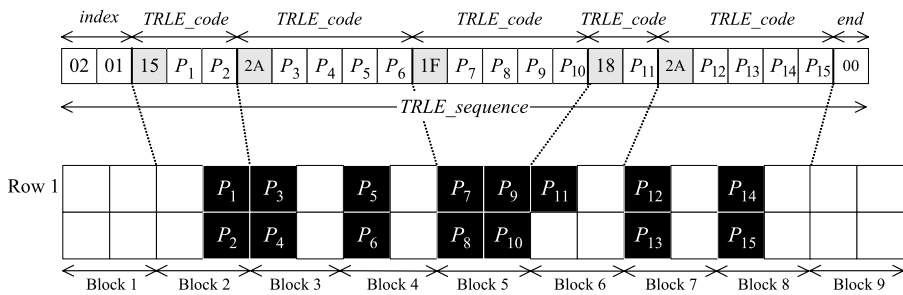 index TRLE_code TRLE_code TRLE_code TRLE_code TRLE_code end
02 01 15 P1 P2 2A P3 P4 P5 P6 1F P7 P8 P9 P10 18 P11 2A P12 P13 P14 P15 00
TRLE_sequence
Row 1 P1 P3 P5 P7 P9 P11 P12 P14
P2 P4 P6 P8 P10 P13 P15
Block 1 Block 2 Block 3 Block 4 Block 5 Block 6 Block 7 Block 8 Block 9